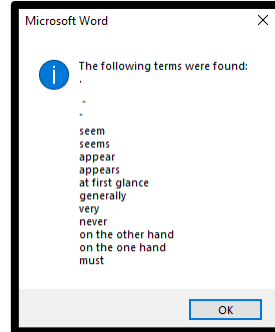 Microsoft Word
The following terms were found:
seem
seems
appear
appears
at first glance
generally
very
never
on the other hand
on the one hand
must
OK